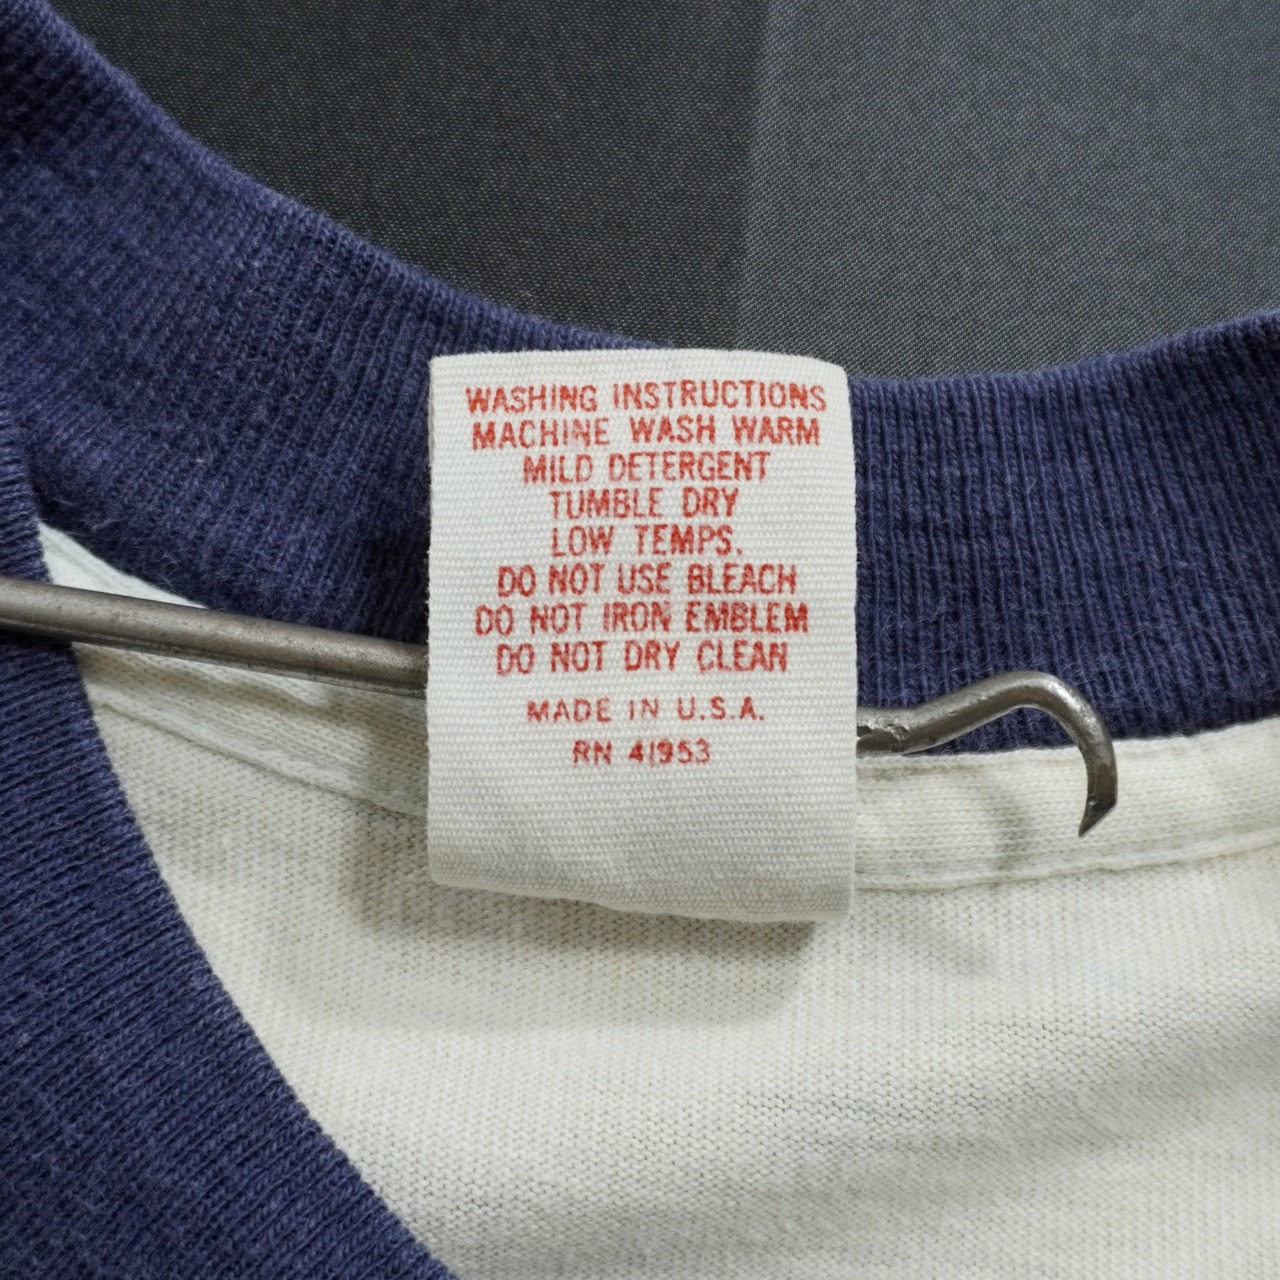 WASHING INSTRUCTIONS
MACHINE WASH WARM
MILD DETERGENT
TUMBLE DRY
LOW TEMPS.
DO NOT USE BLEACH
DO NOT IRON EMBLEM
DO NOT DRY CLEAN
MADE IN U.S.A.
RN 41953